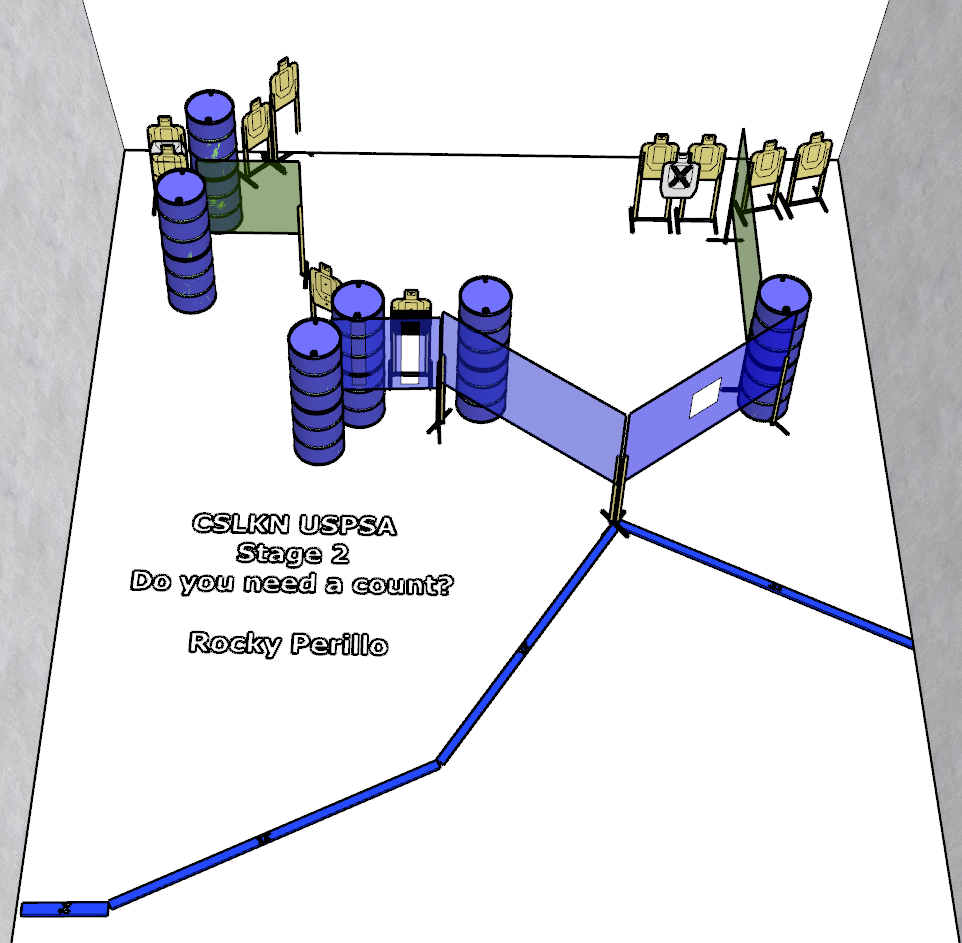 CSLKN USPSA
Stage 2
Do you need a count?
Rocky Perillo